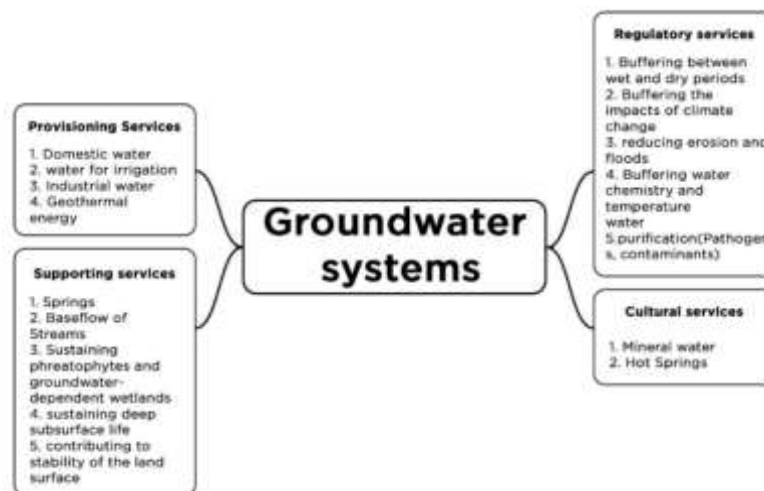 Provisioning Services
1. Domestic water
2. water for irrigation
3. Industrial water
4. Geothermal
energy
Supporting services
1. Springs
2. Baseflow of
Streams
3. Sustaining
phreatophytes and
groundwater-
dependent wetlands
4. sustaining deep
subsurface life
5. contributing to
stability of the land
surface
Groundwater
systems
Regulatory services
1. Buffering between
wet and dry periods
2. Buffering the
impacts of climate
change
3. reducing erosion and
floods
4. Buffering water
chemistry and
temperature
water
5.purification(Pathogen
s, contaminants)
Cultural services
1. Mineral water
2. Hot Springs